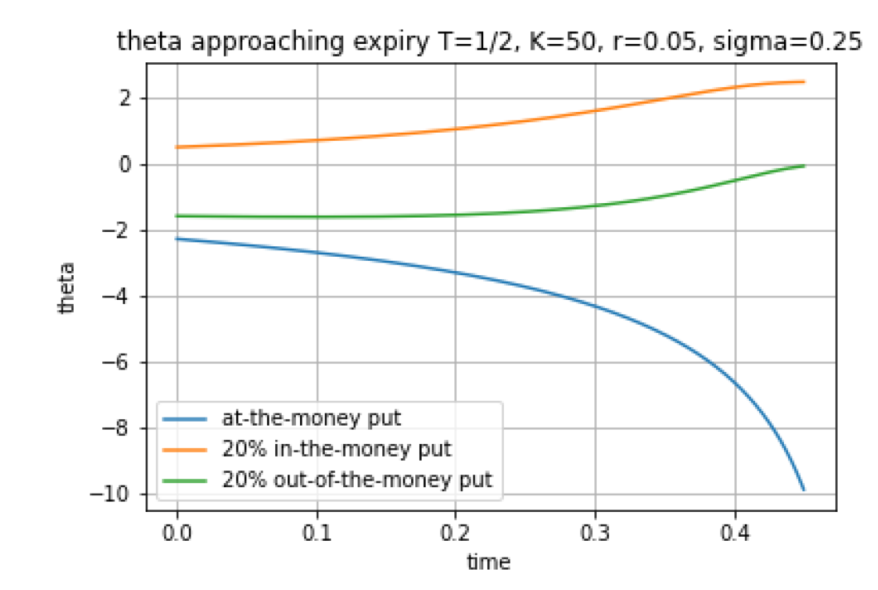 theta approaching expiry T=1/2, K=50, r=0.05, sigma=0.25
2
0
−2
−4
−6
−8
−10
theta
at-the-money put
20% in-the-money put
20% out-of-the-money put
0.0 0.1 0.2 0.3 0.4
time